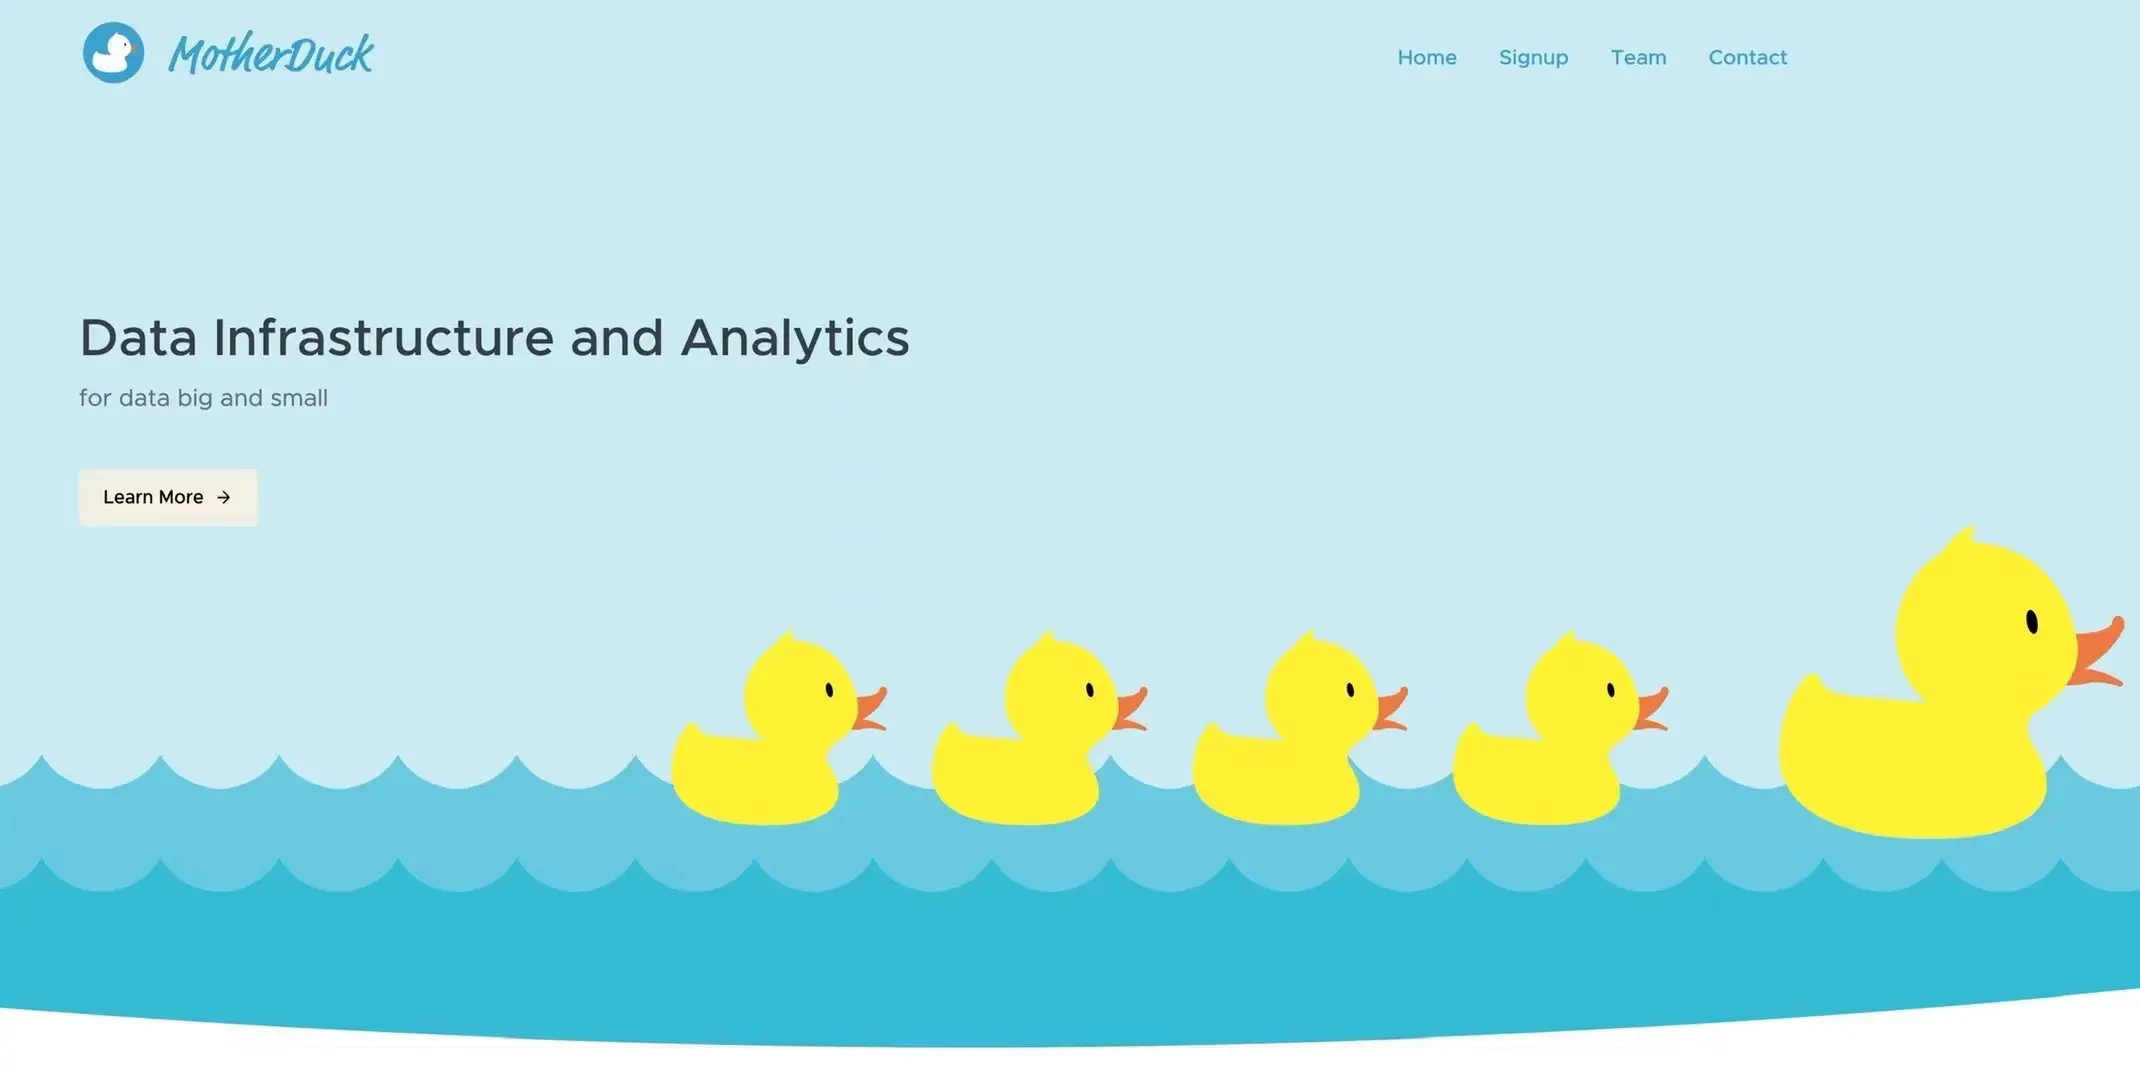 MotherDuck
Home Signup Team Contact
Data Infrastructure and Analytics
for data big and small
Learn More →